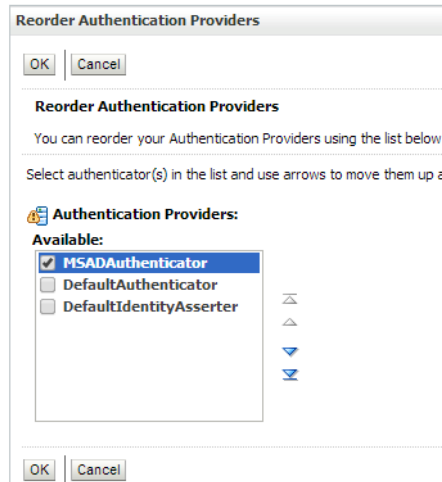 Reorder Authentication Providers
OK Cancel
Reorder Authentication Providers
You can reorder your Authentication Providers using the list below
Select authenticator(s) in the list and use arrows to move them up a
Authentication Providers:
Available:
MSADAuthenticator
DefaultAuthenticator
DefaultIdentityAsserter
OK Cancel